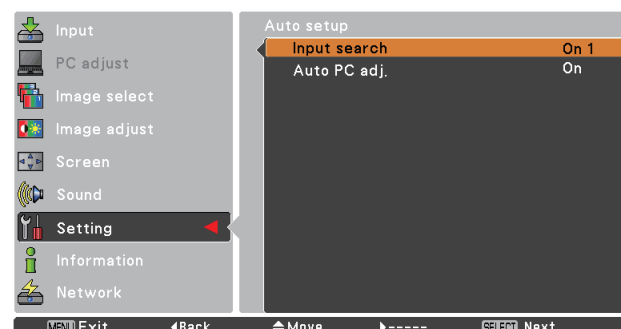 Input
PC adjust
Image select
Image adjust
Screen
Sound
Setting
Information
Network
Auto setup
Input search On 1
Auto PC adj. On
MENU Exit Back Move ----- SELECT Next